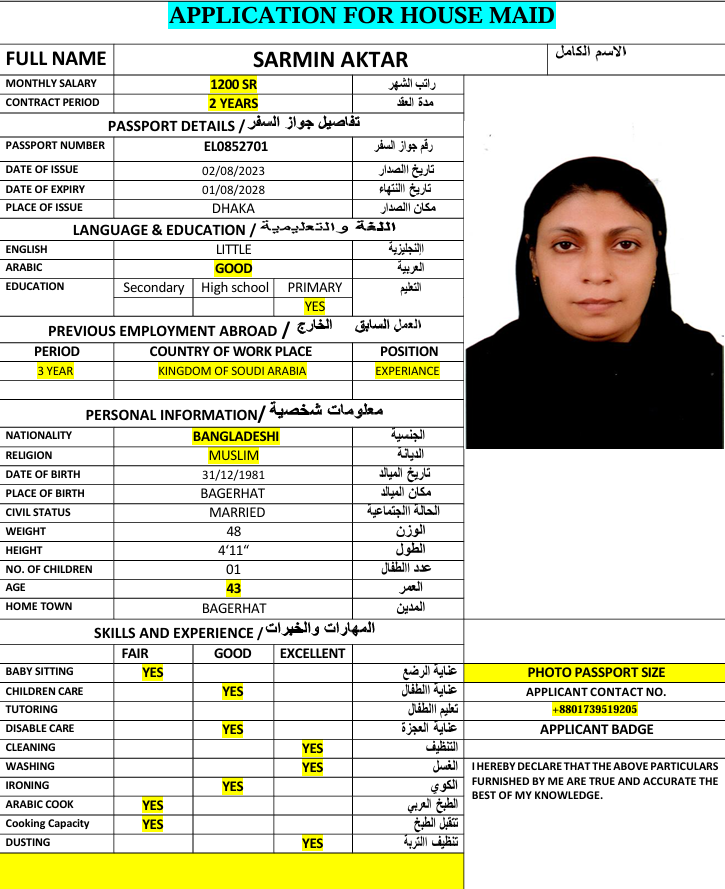 APPLICATION FOR HOUSE MAID
FULL NAME SARMIN AKTAR الاسم الكامل
MONTHLY SALARY 1200 SR راتب الشهر
CONTRACT PERIOD 2 YEARS مدة العقد
PASSPORT DETAILS / تفاصيل جواز السفر
PASSPORT NUMBER EL0852701 رقم جواز السفر
DATE OF ISSUE 02/08/2023 تاريخ االصدار
DATE OF EXPIRY 01/08/2028 تاريخ االنتهاء
PLACE OF ISSUE DHAKA مكان االصدار
LANGUAGE & EDUCATION / اللغة والتعليمية
ENGLISH LITTLE االنجليزية
ARABIC GOOD العربية
EDUCATION Secondary High school PRIMARY التعليم
YES
PREVIOUS EMPLOYMENT ABROAD / العمل السابق الخارج
PERIOD COUNTRY OF WORK PLACE POSITION
3 YEAR KINGDOM OF SOUDI ARABIA EXPERIANCE
PERSONAL INFORMATION/ معلومات شخصية
NATIONALITY BANGLADESHI الجنسية
RELIGION MUSLIM الديانة
DATE OF BIRTH 31/12/1981 تاريخ الميالد
PLACE OF BIRTH BAGERHAT مكان الميالد
CIVIL STATUS MARRIED الحالة االجتماعية
WEIGHT 48 الوزن
HEIGHT 4‘11“ الطول
NO. OF CHILDREN 01 عدد االطفال
AGE 43 العمر
HOME TOWN BAGERHAT المدين
SKILLS AND EXPERIENCE / المهارات والخبرات
FAIR GOOD EXCELLENT
BABY SITTING YES عناية الرضع
CHILDREN CARE YES عناية االطفال
TUTORING تعليم االطفال
DISABLE CARE YES عناية العجزة
CLEANING YES التنظيف
WASHING YES الغسل
IRONING YES الكوي
ARABIC COOK YES الطبخ العربي
Cooking Capacity YES تتقبل الطبخ
DUSTING YES تنظيف االتربة
PHOTO PASSPORT SIZE
APPLICANT CONTACT NO.
+8801739519205
APPLICANT BADGE
I HEREBY DECLARE THAT THE ABOVE PARTICULARS
FURNISHED BY ME ARE TRUE AND ACCURATE THE
BEST OF MY KNOWLEDGE.